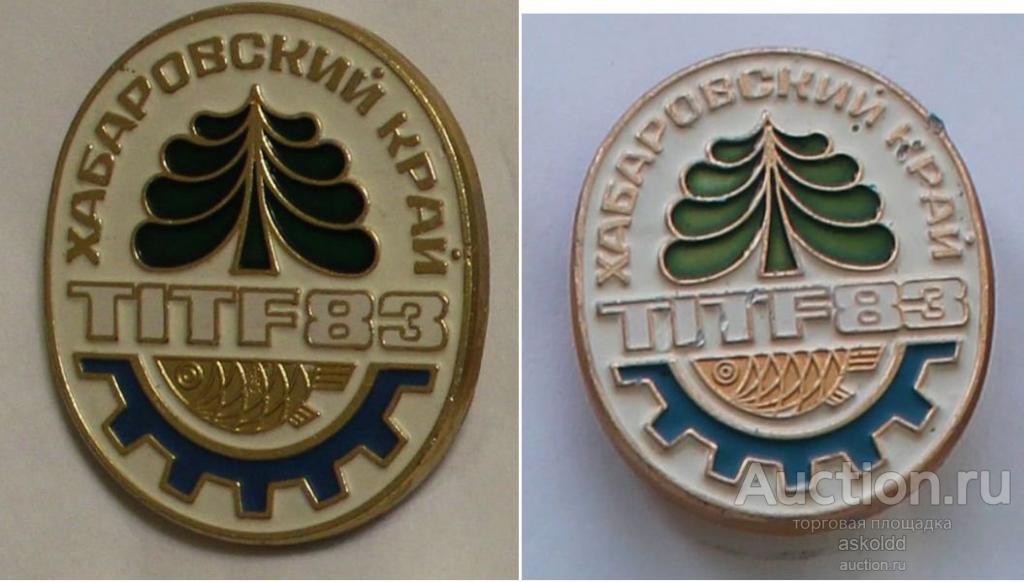 ХАБАРОВСКИЙ КРАЙ
TITF83
ХАБАРОВСКИЙ КРАЙ
TITF83
Auction.ru
торговая площадка
askoldd
auction.ru